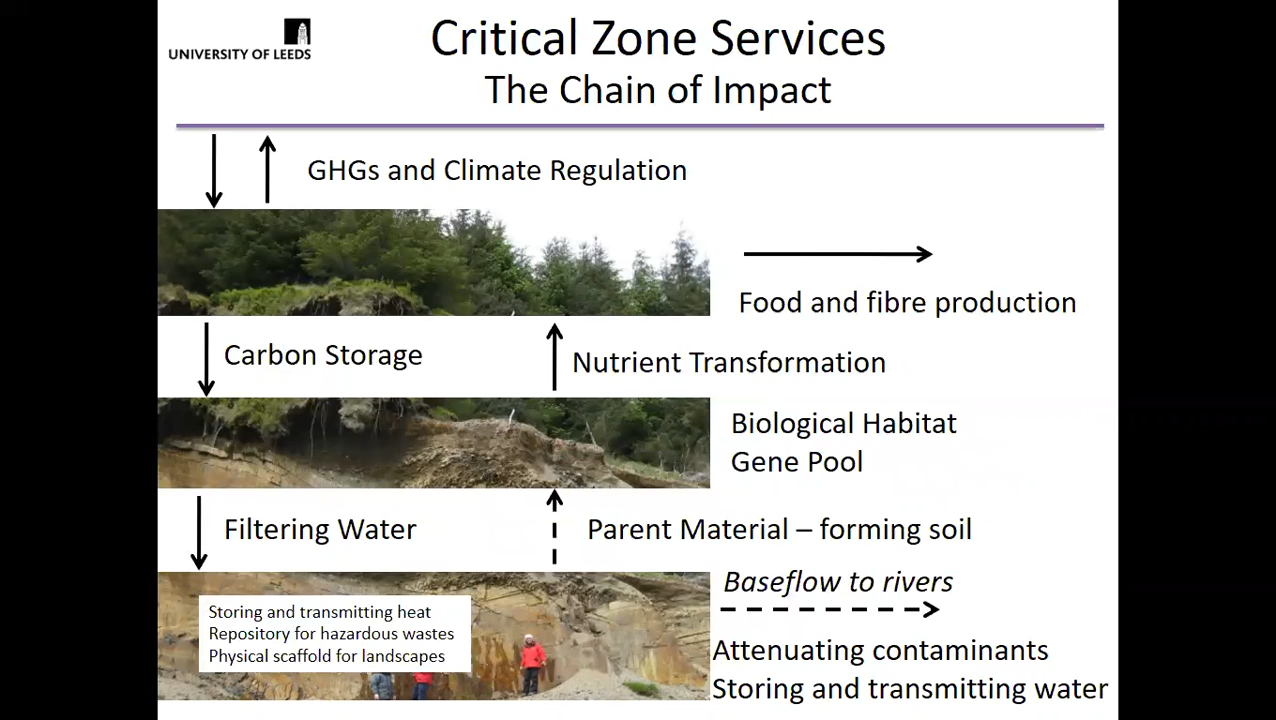 UNIVERSITY OF LEEDS
Critical Zone Services
The Chain of Impact
GHGs and Climate Regulation
Food and fibre production
Carbon Storage
Nutrient Transformation
Biological Habitat
Gene Pool
Filtering Water
Parent Material – forming soil
Baseflow to rivers
Storing and transmitting heat
Repository for hazardous wastes
Physical scaffold for landscapes
Attenuating contaminants
Storing and transmitting water